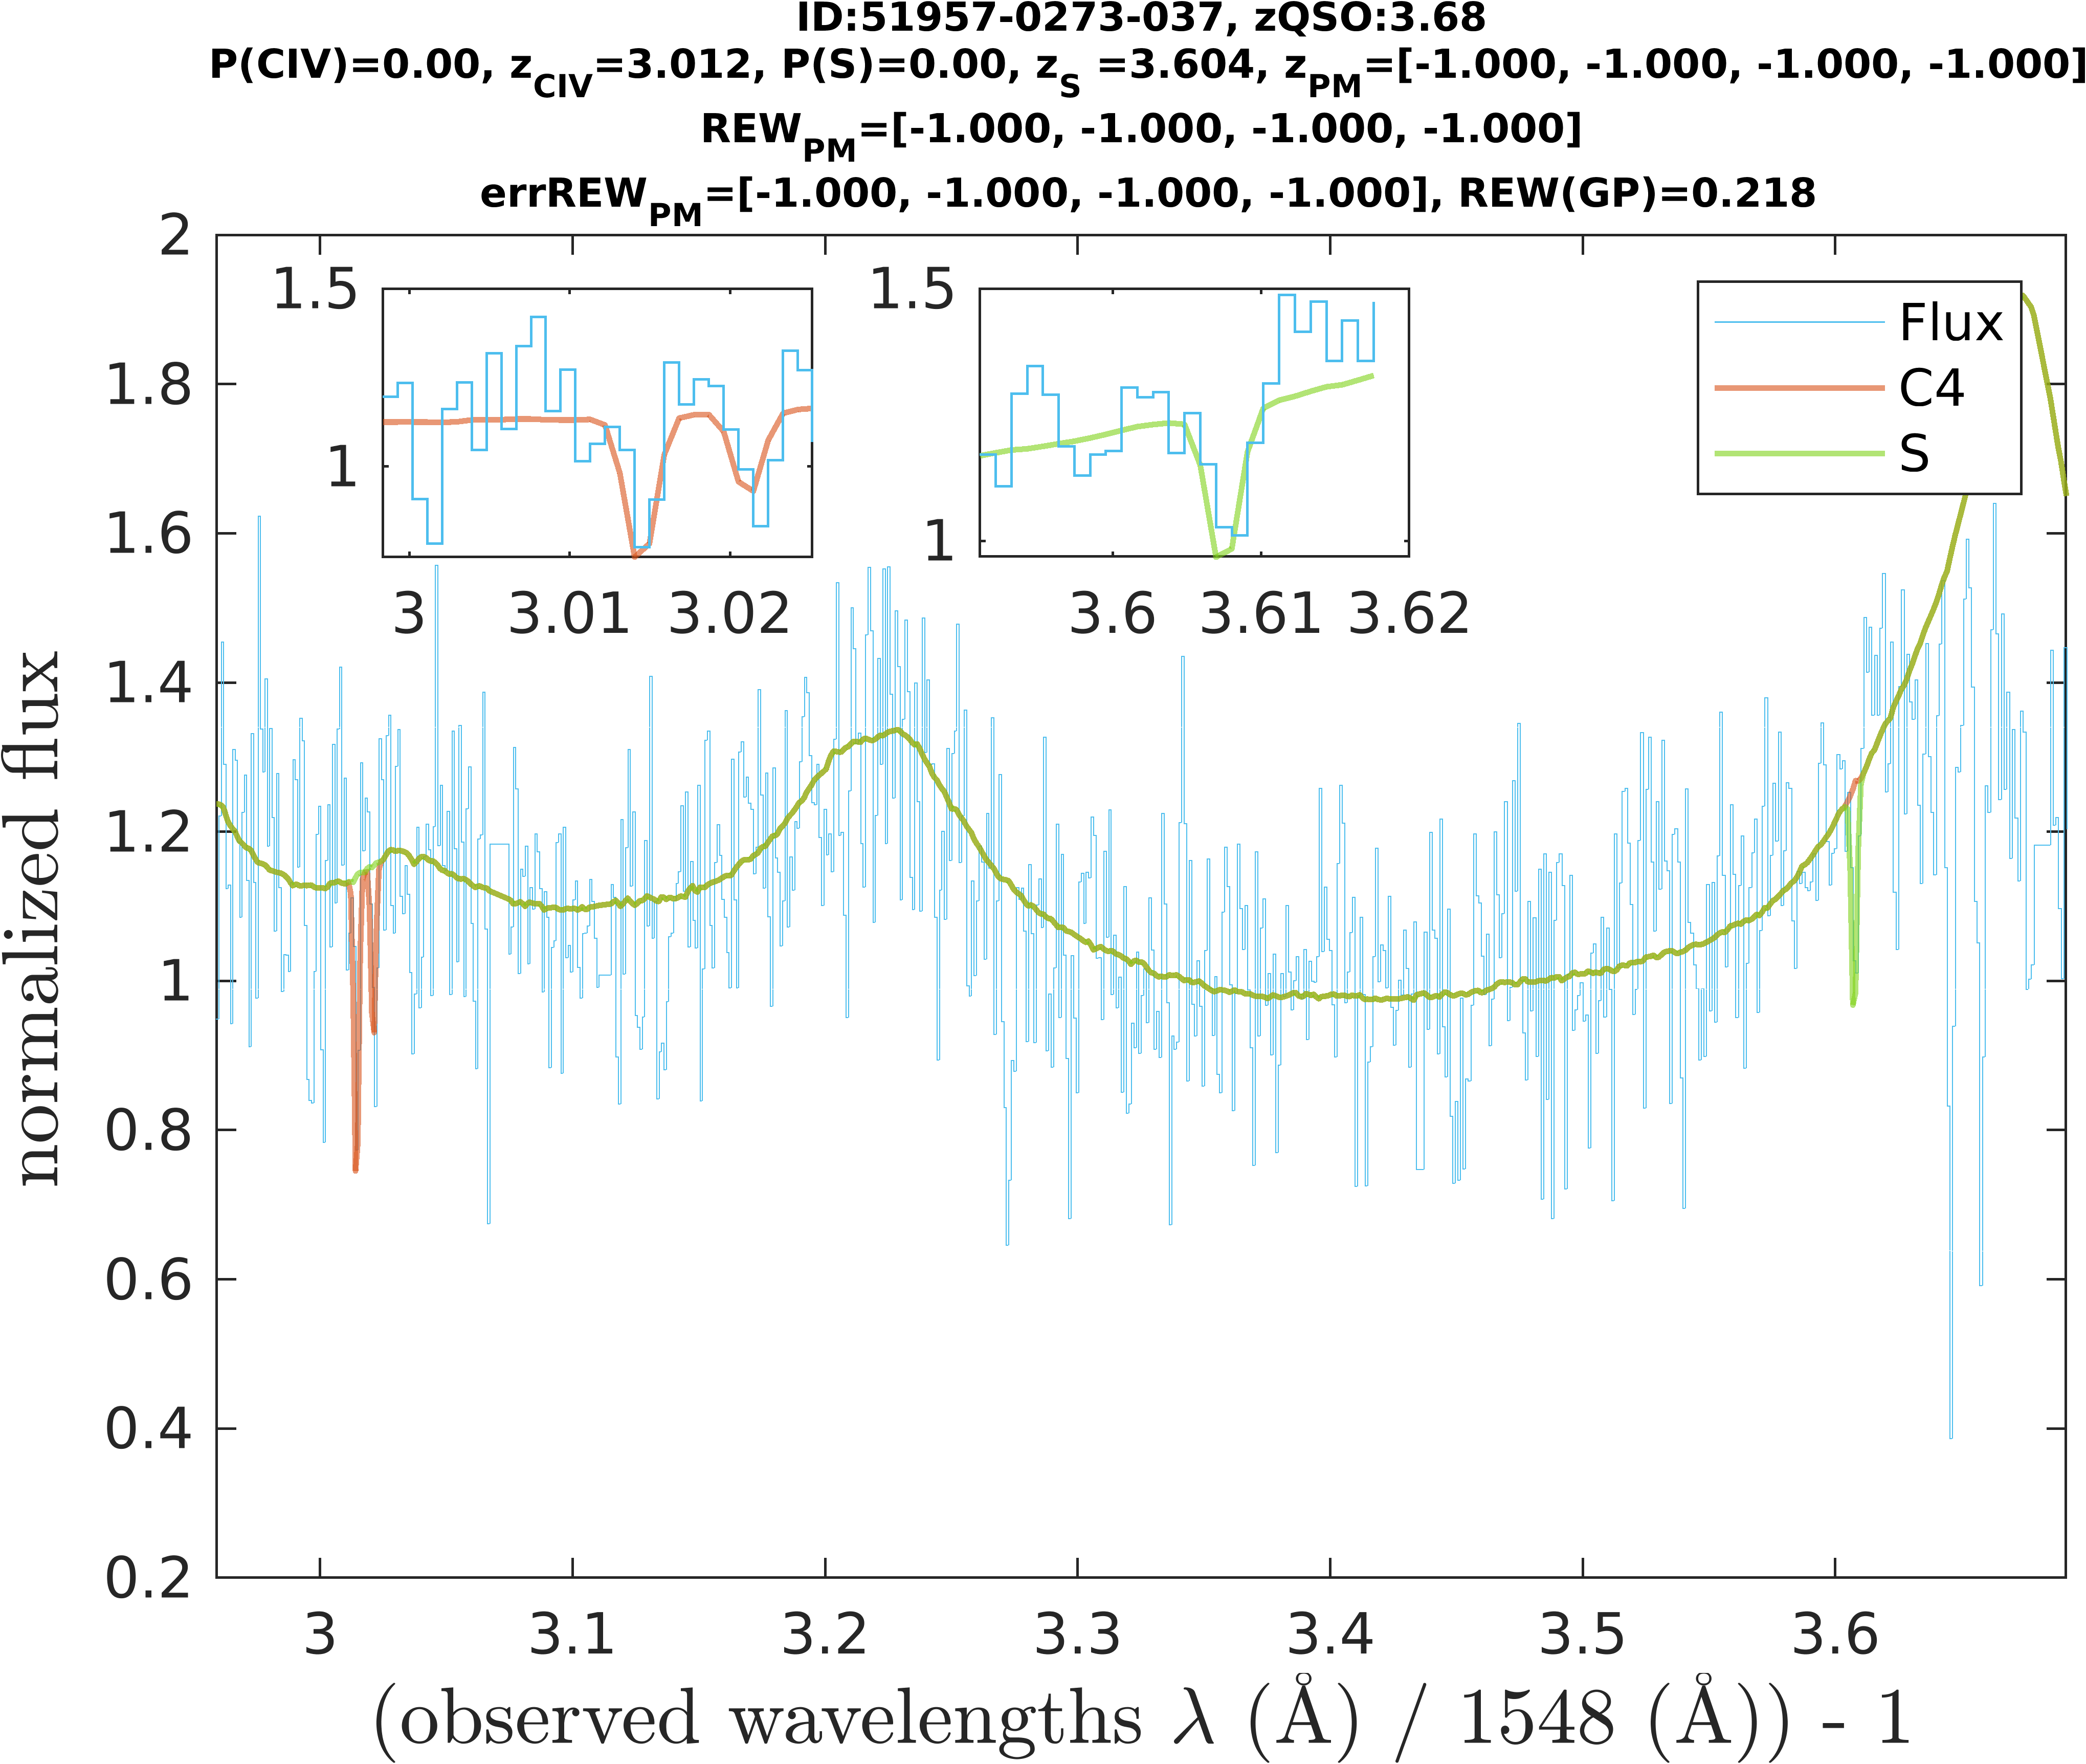 ID:51957-0273-037, zQSO:3.68
P(CIV)=0.00, zCIV=3.012, P(S)=0.00, zS =3.604, zPM=[-1.000, -1.000, -1.000, -1.000]
REWPM=[-1.000, -1.000, -1.000, -1.000]
errREWPM=[-1.000, -1.000, -1.000, -1.000], REW(GP)=0.218
2
1.8
1.6
1.4
1.2
1
0.8
0.6
0.4
0.2
normalized flux
1.5
1
3 3.01 3.02
1.5
1
3.6 3.61 3.62
Flux
C4
S
3 3.1 3.2 3.3 3.4 3.5 3.6
(observed wavelengths λ (Å) / 1548 (Å)) - 1